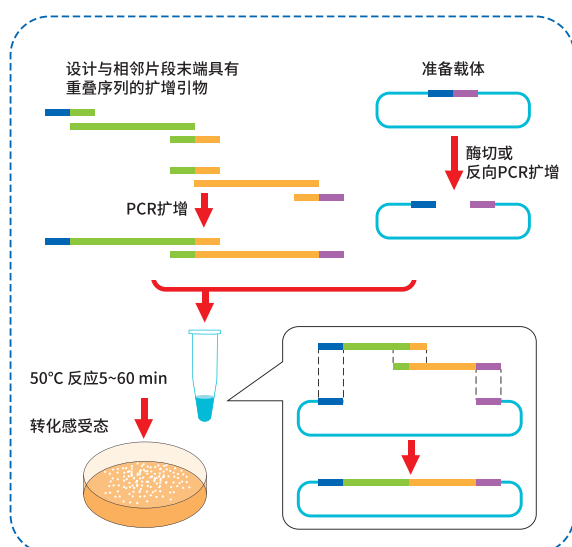 设计与相邻片段末端具有
重叠序列的扩增引物
准备载体
酶切或
反向PCR扩增
PCR扩增
50℃ 反应5~60 min
转化感受态